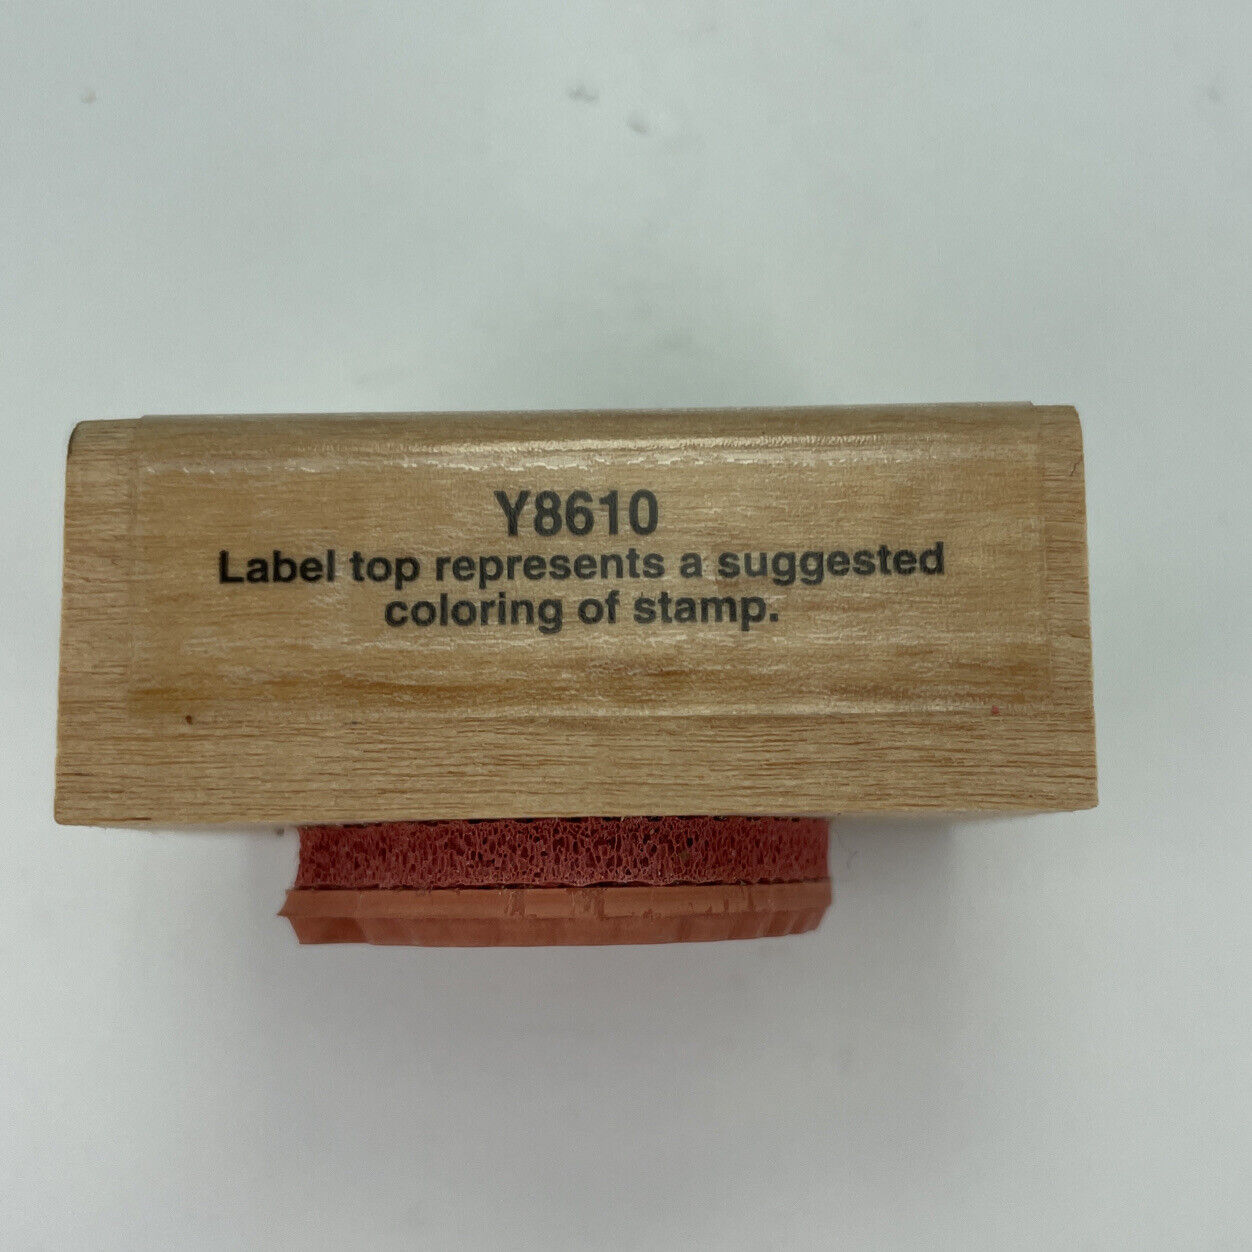 Y8610
Label top represents a suggested
coloring of stamp.